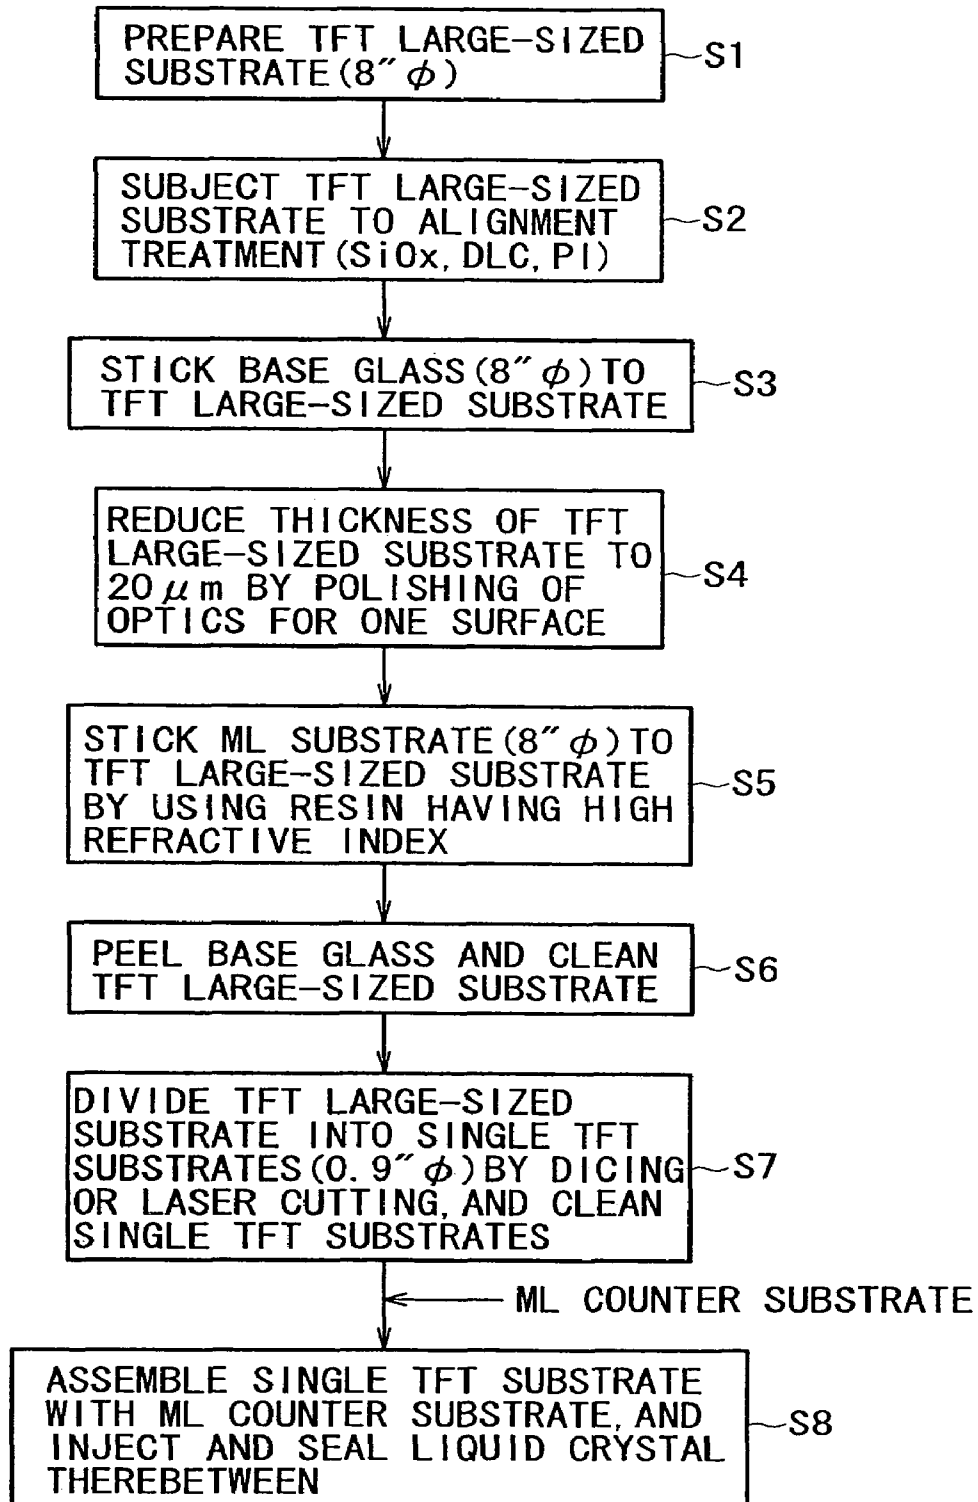 PREPARE TFT LARGE-SIZED
SUBSTRATE(8″φ)
S1
SUBJECT TFT LARGE-SIZED
SUBSTRATE TO ALIGNMENT
TREATMENT(SiOx, DLC, PI)
S2
STICK BASE GLASS(8″φ)TO
TFT LARGE-SIZED SUBSTRATE
S3
REDUCE THICKNESS OF TFT
LARGE-SIZED SUBSTRATE TO
20μm BY POLISHING OF
OPTICS FOR ONE SURFACE
S4
STICK ML SUBSTRATE(8″φ)TO
TFT LARGE-SIZED SUBSTRATE
BY USING RESIN HAVING HIGH
REFRACTIVE INDEX
S5
PEEL BASE GLASS AND CLEAN
TFT LARGE-SIZED SUBSTRATE
S6
DIVIDE TFT LARGE-SIZED
SUBSTRATE INTO SINGLE TFT
SUBSTRATES(0.9″φ)BY DICING
OR LASER CUTTING, AND CLEAN
SINGLE TFT SUBSTRATES
S7
ML COUNTER SUBSTRATE
ASSEMBLE SINGLE TFT SUBSTRATE
WITH ML COUNTER SUBSTRATE, AND
INJECT AND SEAL LIQUID CRYSTAL
THEREBETWEEN
S8